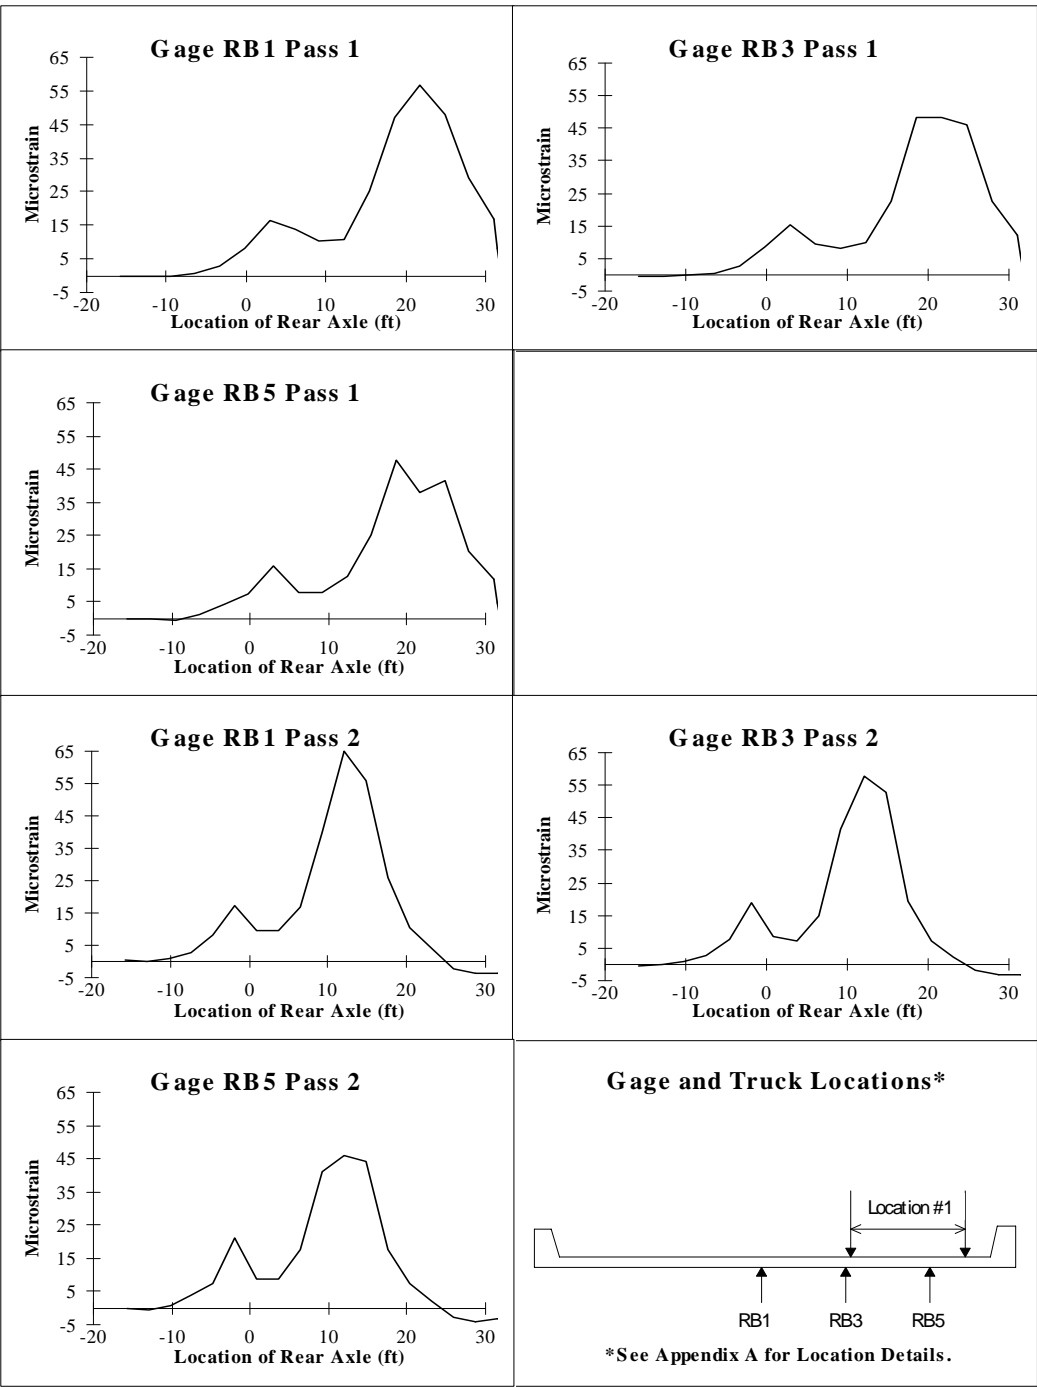 Gage RB1 Pass 1
65
55
45
35
25
15
5
-5
Microstrain
-20 -10 0 10 20 30
Location of Rear Axle (ft)
Gage RB3 Pass 1
65
55
45
35
25
15
5
-5
Microstrain
-20 -10 0 10 20 30
Location of Rear Axle (ft)
Gage RB5 Pass 1
65
55
45
35
25
15
5
-5
Microstrain
-20 -10 0 10 20 30
Location of Rear Axle (ft)
Gage RB1 Pass 2
65
55
45
35
25
15
5
-5
Microstrain
-20 -10 0 10 20 30
Location of Rear Axle (ft)
Gage RB3 Pass 2
65
55
45
35
25
15
5
-5
Microstrain
-20 -10 0 10 20 30
Location of Rear Axle (ft)
Gage RB5 Pass 2
65
55
45
35
25
15
5
-5
Microstrain
-20 -10 0 10 20 30
Location of Rear Axle (ft)
Gage and Truck Locations*
Location #1
RB1 RB3 RB5
*See Appendix A for Location Details.